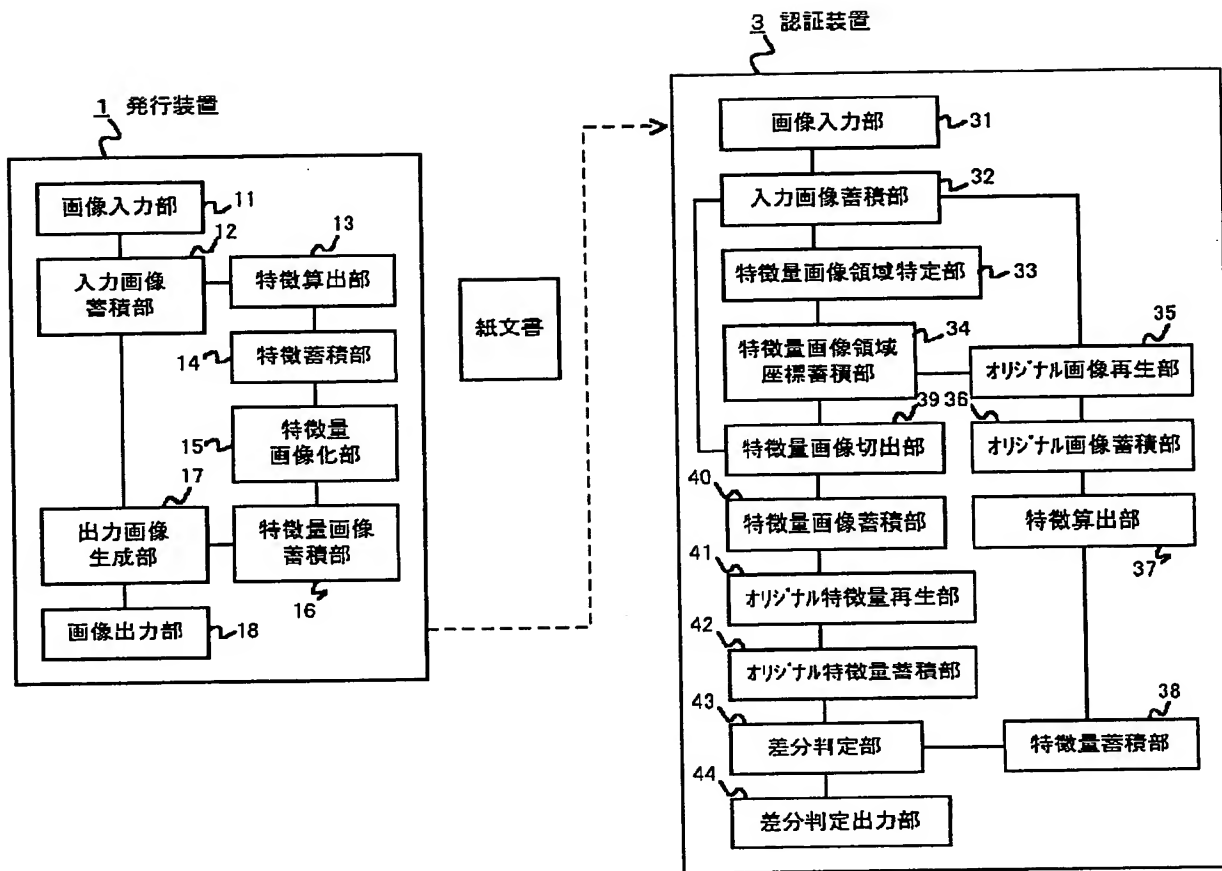 1 発行装置
画像入力部
11
12
入力画像
蓄積部
13
特徴算出部
14
特徴蓄積部
15
特徴量
画像化部
17
出力画像
生成部
特徴量画像
蓄積部
16
画像出力部
18
紙文書
3 認証装置
画像入力部
31
入力画像蓄積部
32
特徴量画像領域特定部
33
特徴量画像領域
座標蓄積部
34
35
オリジナル画像再生部
39
特徴量画像切出部
36
オリジナル画像蓄積部
40
特徴量画像蓄積部
特徴算出部
37
41
オリジナル特徴量再生部
42
オリジナル特徴量蓄積部
43
差分判定部
38
特徴量蓄積部
44
差分判定出力部